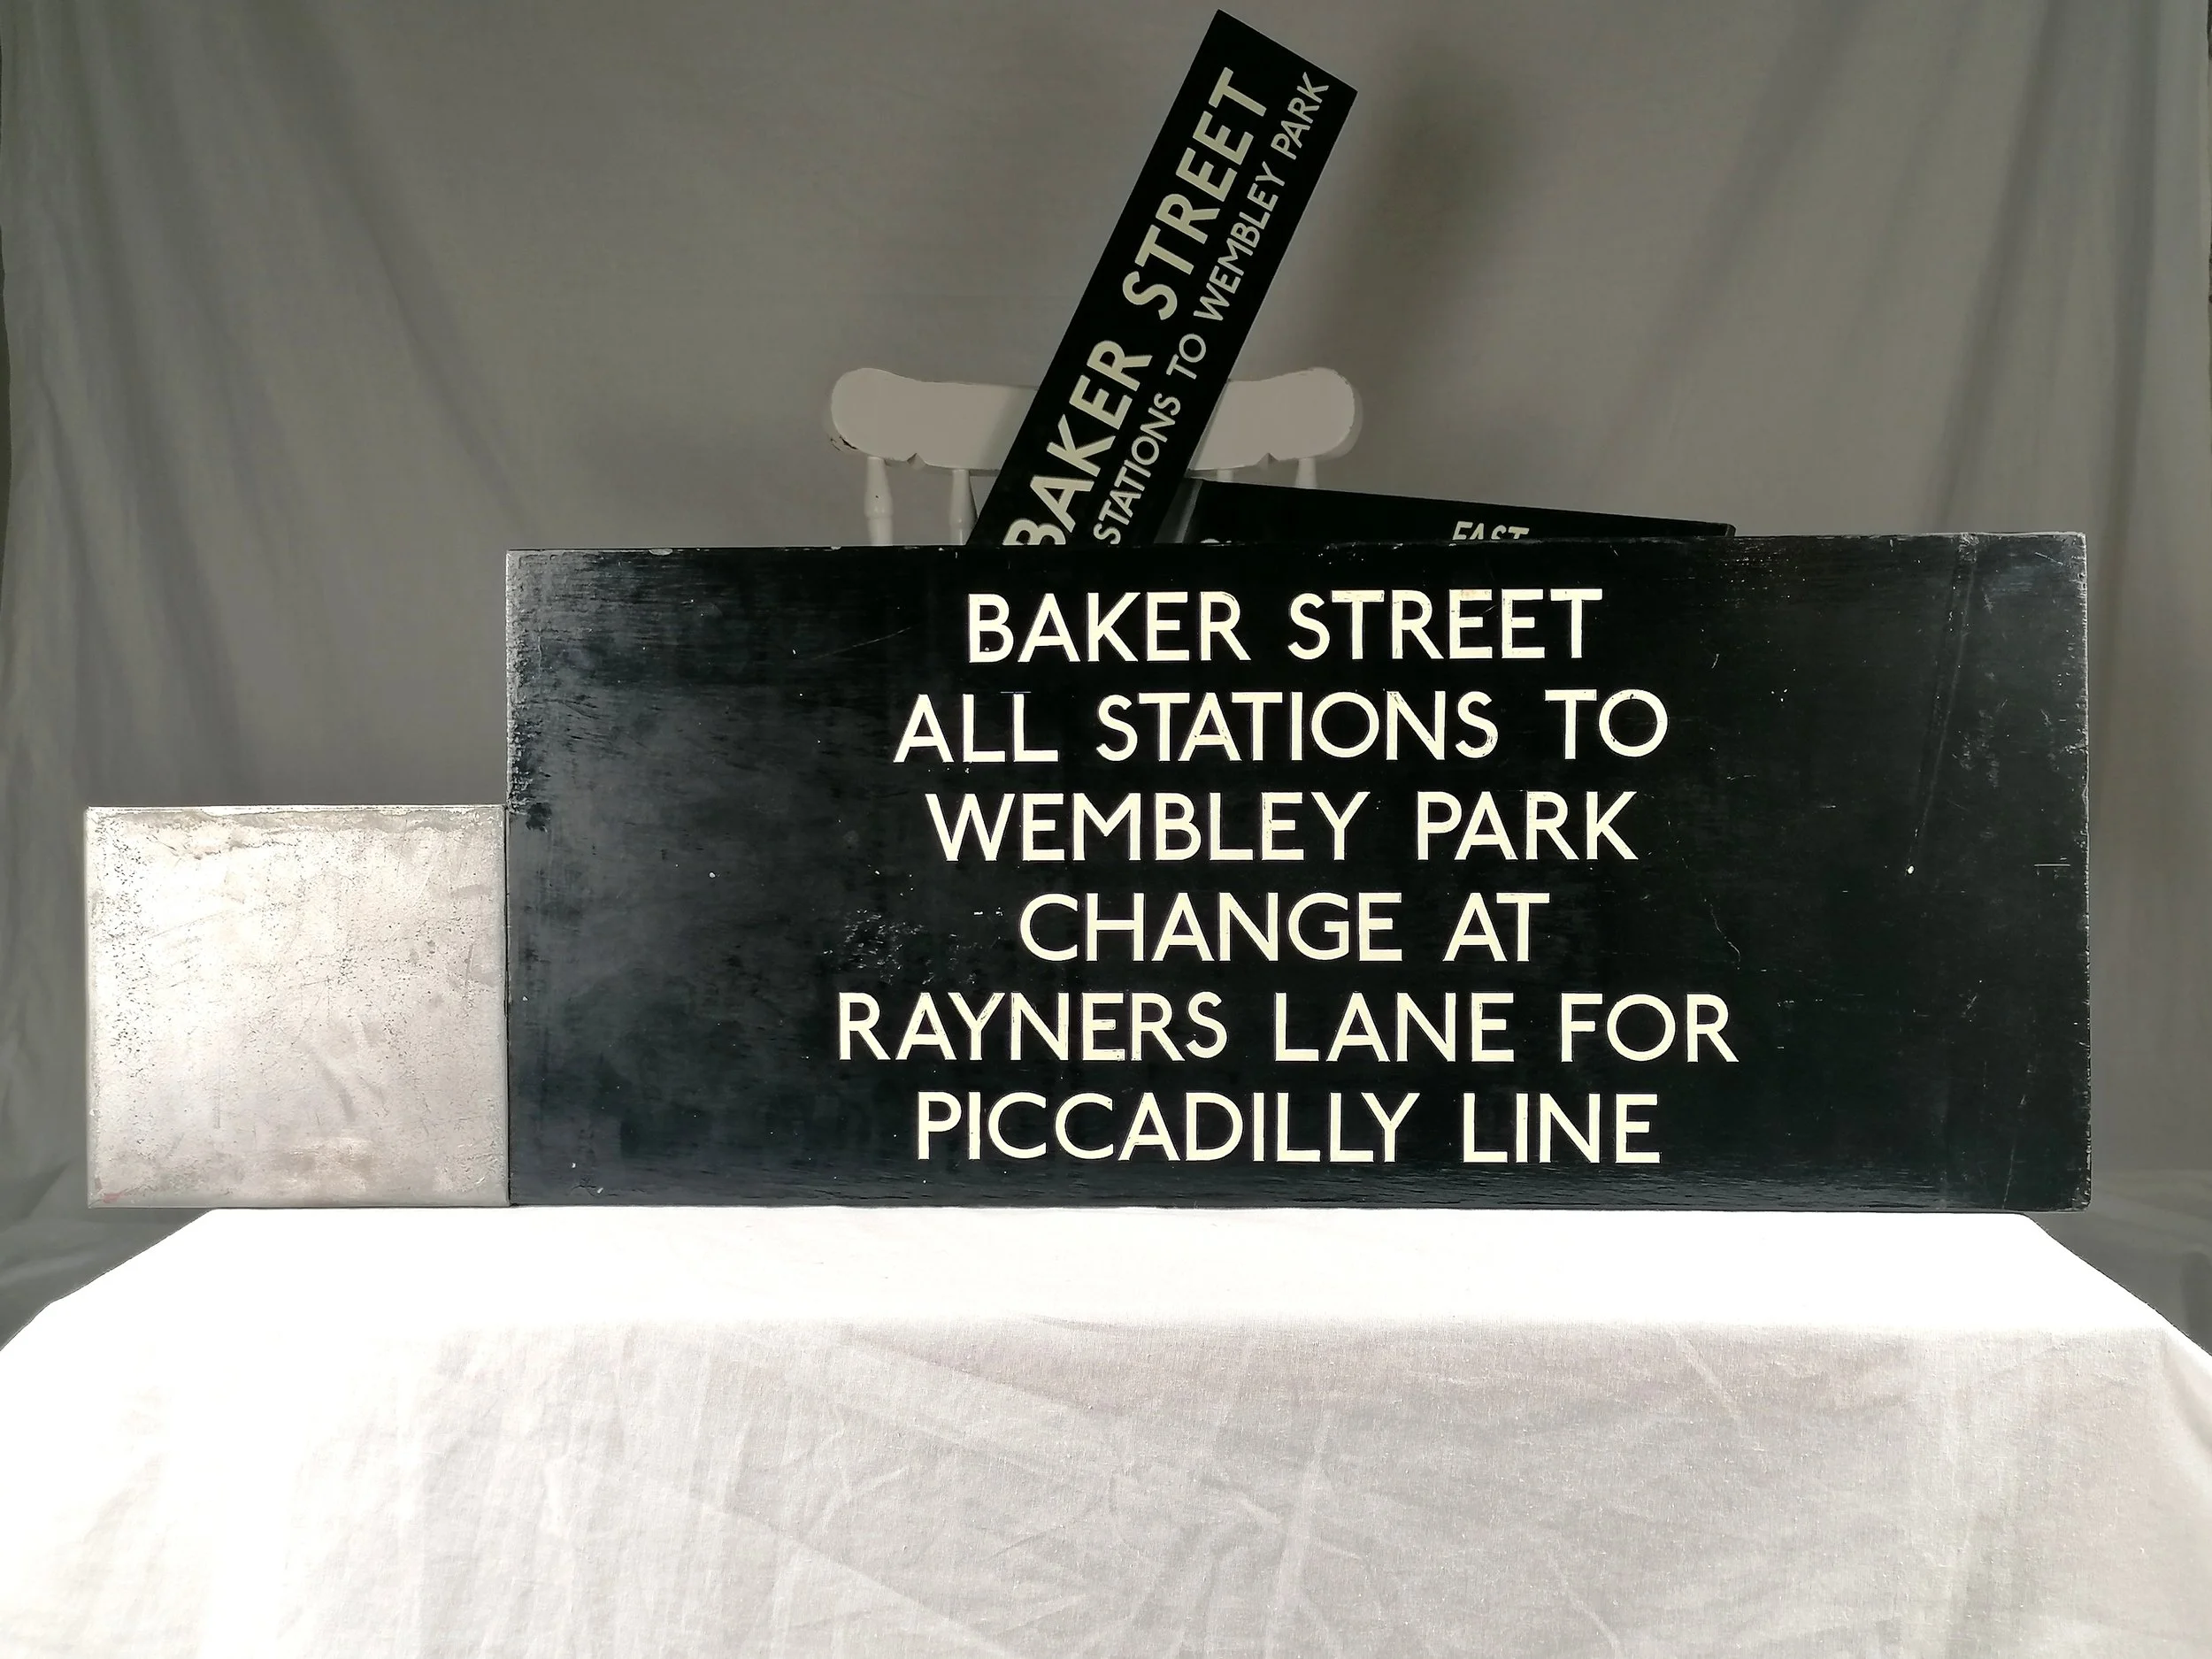 BAKER STREET
STATIONS TO WEMBLEY PARK
EAST
BAKER STREET
ALL STATIONS TO
WEMBLEY PARK
CHANGE AT
RAYNERS LANE FOR
PICCADILLY LINE